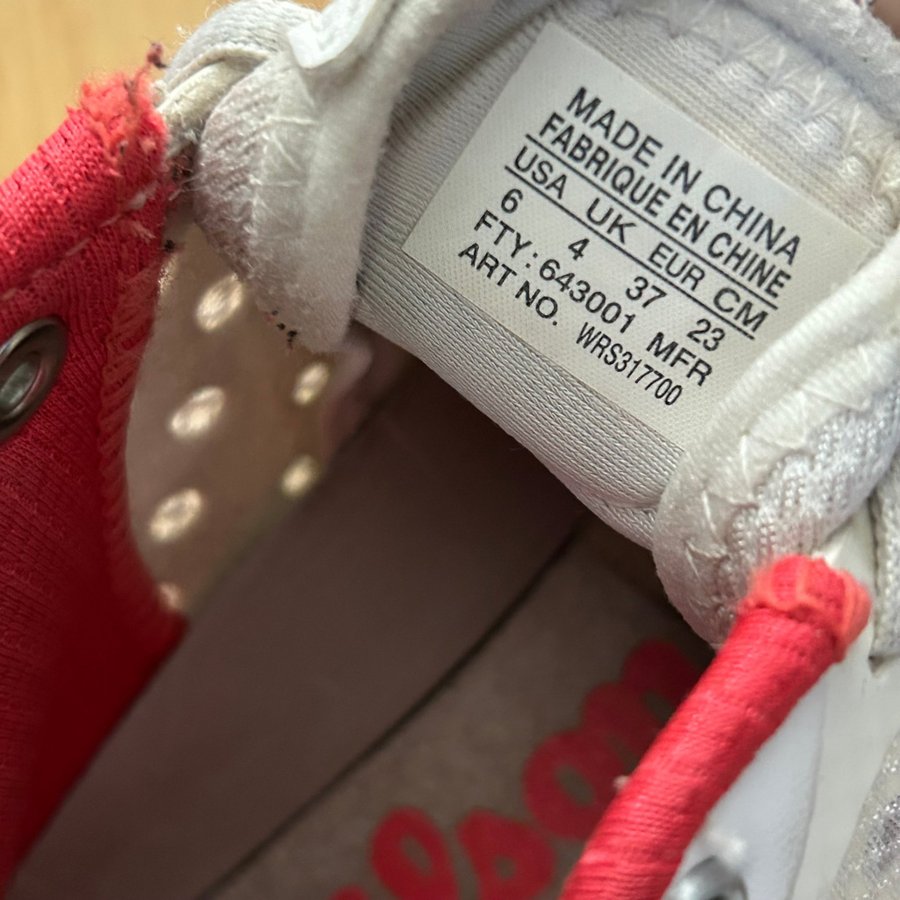 MADE IN CHINA
FABRIQUE EN CHINE
USA UK EUR CM
6 4 37 23
FTY: 643001 MFR
ART NO. WRS317700